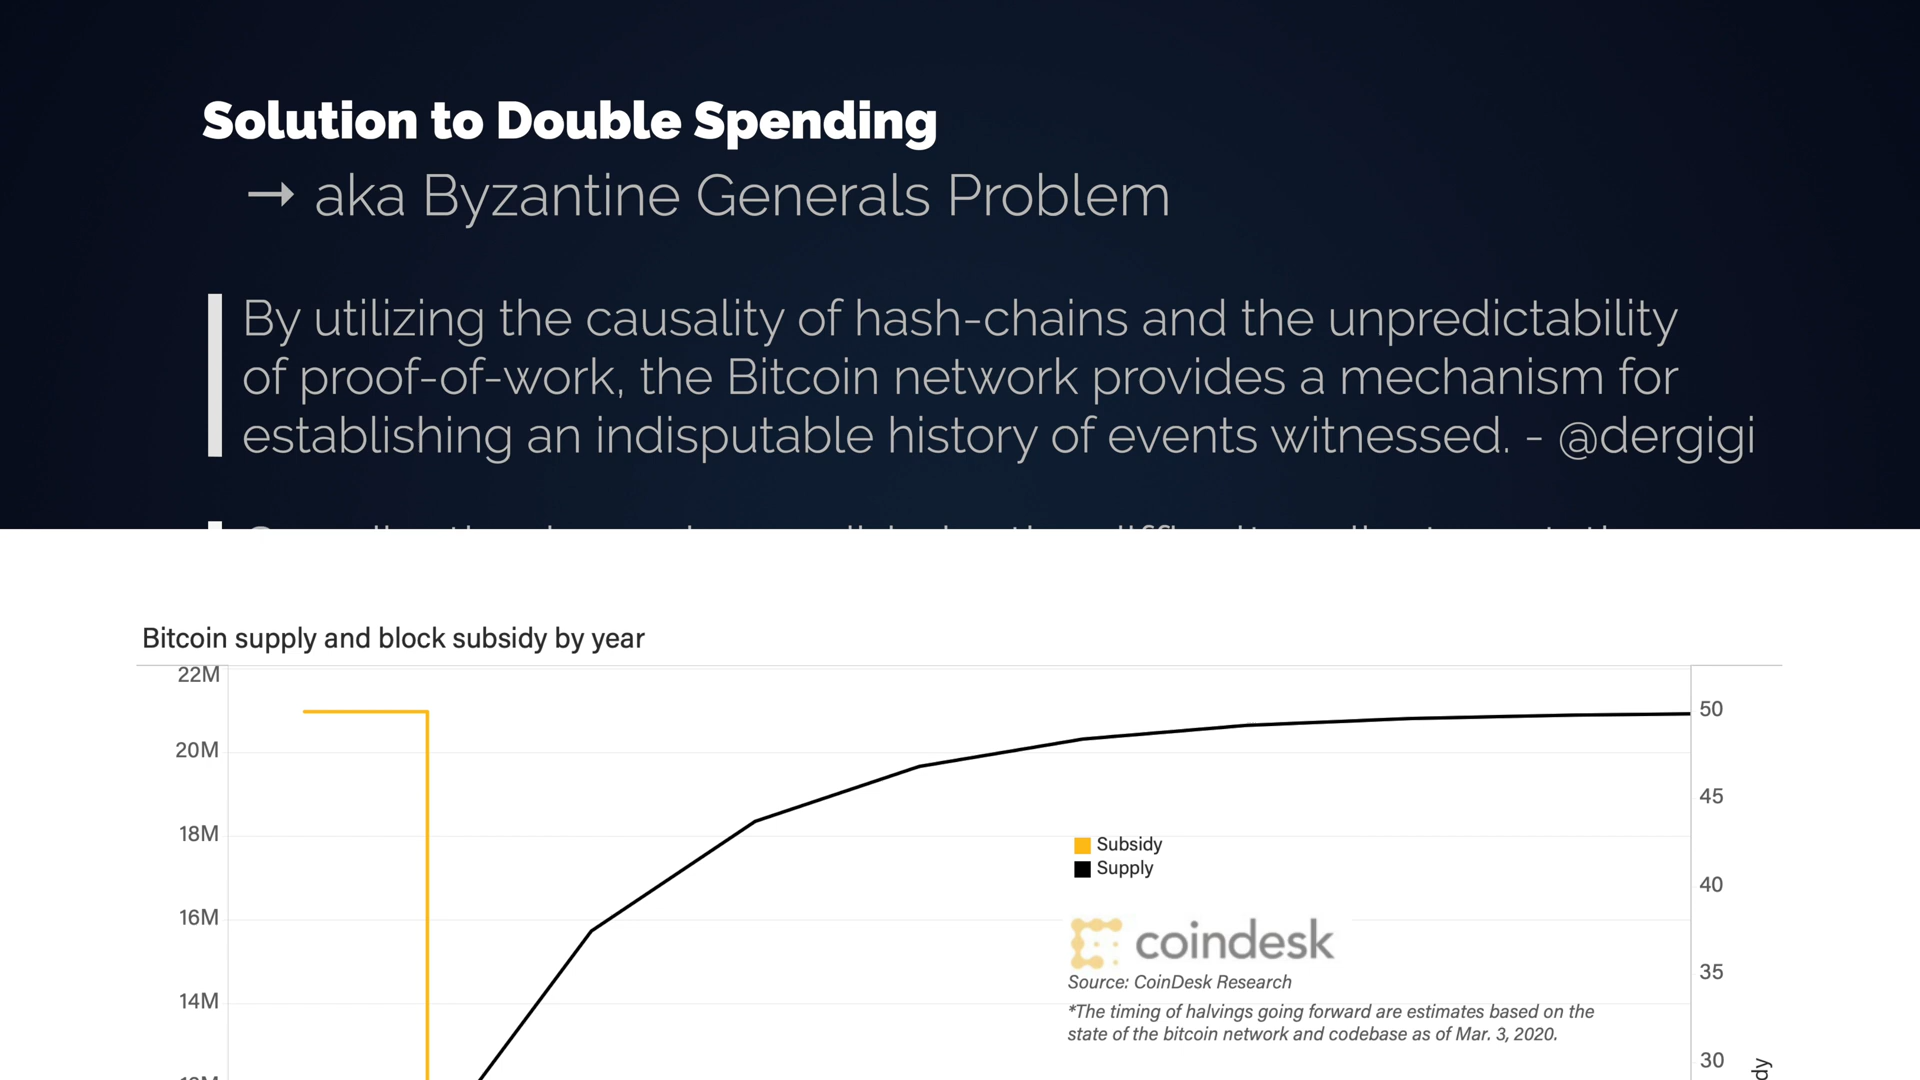 Solution to Double Spending
→ aka Byzantine Generals Problem
By utilizing the causality of hash-chains and the unpredictability
of proof-of-work, the Bitcoin network provides a mechanism for
establishing an indisputable history of events witnessed. - @dergigi
Bitcoin supply and block subsidy by year
22M
50
20M
45
18M
Subsidy
Supply
40
16M
coindesk
35
Source: CoinDesk Research
14M
*The timing of halvings going forward are estimates based on the
state of the bitcoin network and codebase as of Mar. 3, 2020.
30